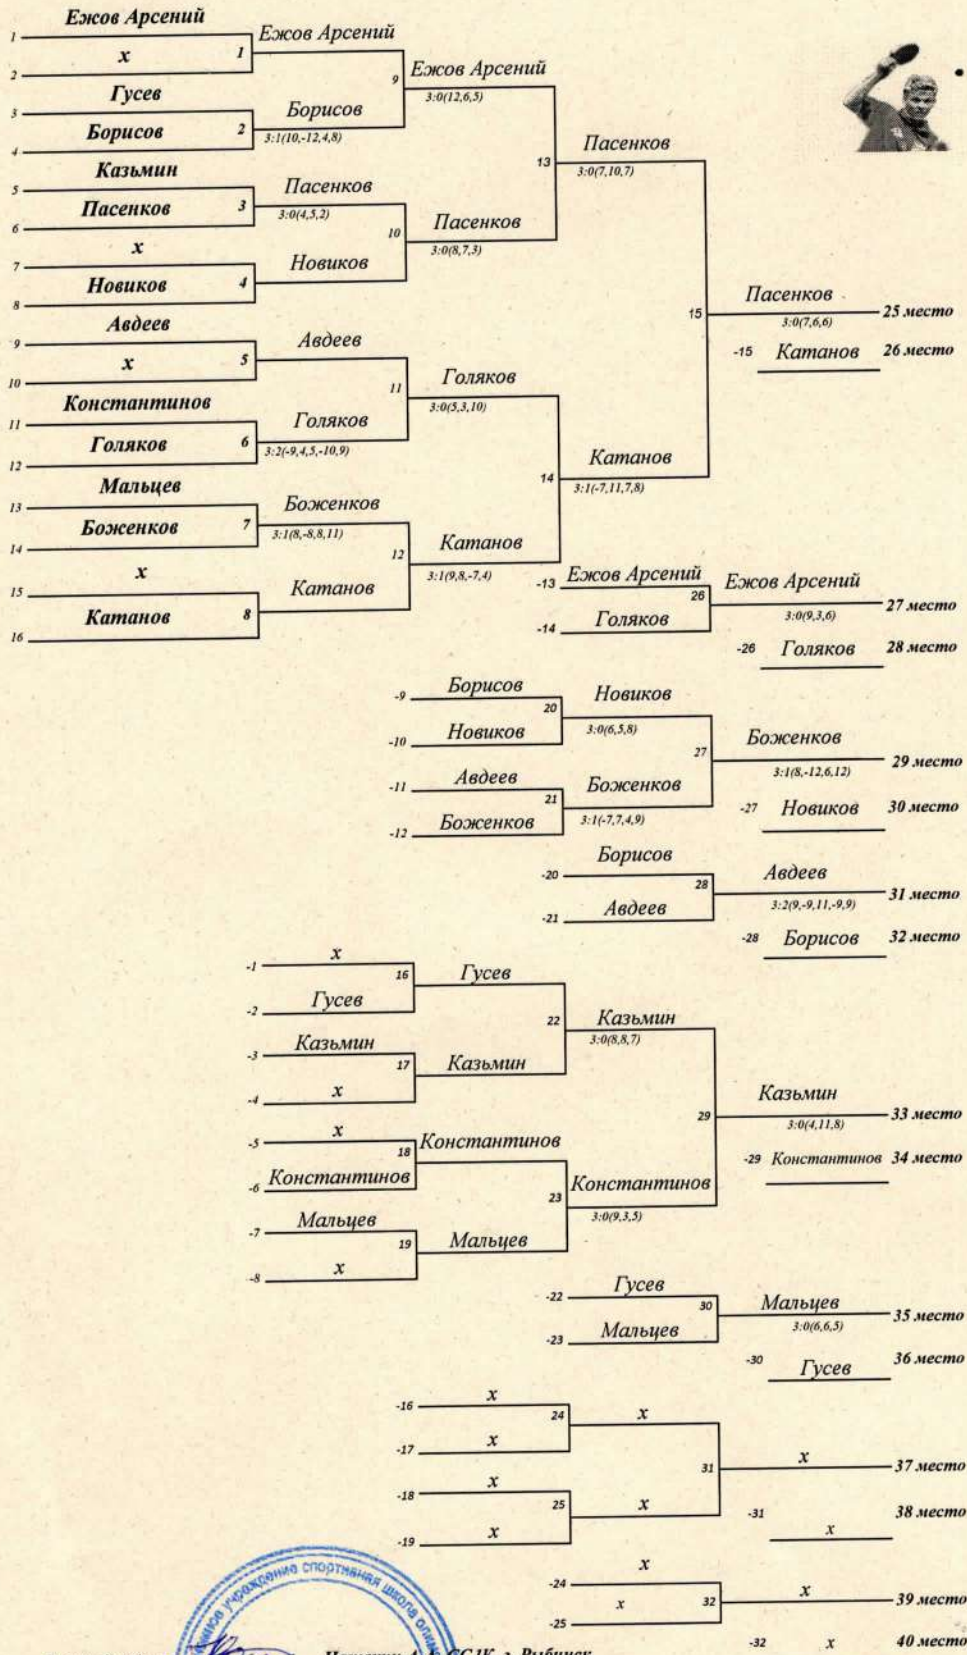 Ежов Арсений
1
x
1
2
Ежов Арсений
Гусев
3
Борисов
2
4
Борисов
3:1(10,-12,4,8)
9
Ежов Арсений
3:0(12,6,5)
Казьмин
5
Пасенков
3
6
Пасенков
3:0(4,5,2)
x
7
Новиков
4
8
Новиков
10
Пасенков
3:0(8,7,3)
13
Пасенков
3:0(7,10,7)
Авдеев
9
x
5
10
Авдеев
Константинов
11
Голяков
6
12
Голяков
3:2(-9,4,5,-10,9)
11
Голяков
3:0(5,3,10)
Мальцев
13
Боженков
7
14
Боженков
3:1(8,-8,8,11)
x
15
Катанов
8
16
Катанов
12
Катанов
3:1(9,8,-7,4)
14
Катанов
3:1(-7,11,7,8)
15
Пасенков
3:0(7,6,6)
25 место
-15 Катанов 26 место
-13 Ежов Арсений
26
-14 Голяков
Ежов Арсений
3:0(9,3,6)
27 место
-26 Голяков 28 место
-9 Борисов
20
-10 Новиков
Новиков
3:0(6,5,8)
-11 Авдеев
21
-12 Боженков
Боженков
3:1(-7,7,4,9)
27
Боженков
3:1(8,-12,6,12)
29 место
-27 Новиков 30 место
-20 Борисов
28
-21 Авдеев
Авдеев
3:2(9,-9,11,-9,9)
31 место
-28 Борисов 32 место
-1 x
16
-2 Гусев
Гусев
-3 Казьмин
17
-4 x
Казьмин
22
Казьмин
3:0(8,8,7)
-5 x
18
-6 Константинов
Константинов
-7 Мальцев
19
-8 x
Мальцев
23
Константинов
3:0(9,3,5)
29
Казьмин
3:0(4,11,8)
33 место
-29 Константинов 34 место
-22 Гусев
30
-23 Мальцев
Мальцев
3:0(6,6,5)
35 место
-30 Гусев 36 место
-16 x
24
-17 x
x
-18 x
25
-19 x
x
31
x
37 место
-31 x 38 место
-24 x
32
-25 x
x
39 место
-32 x 40 место
учреждение спортивная школа
А.А. ССЛК, г. Рыбинск